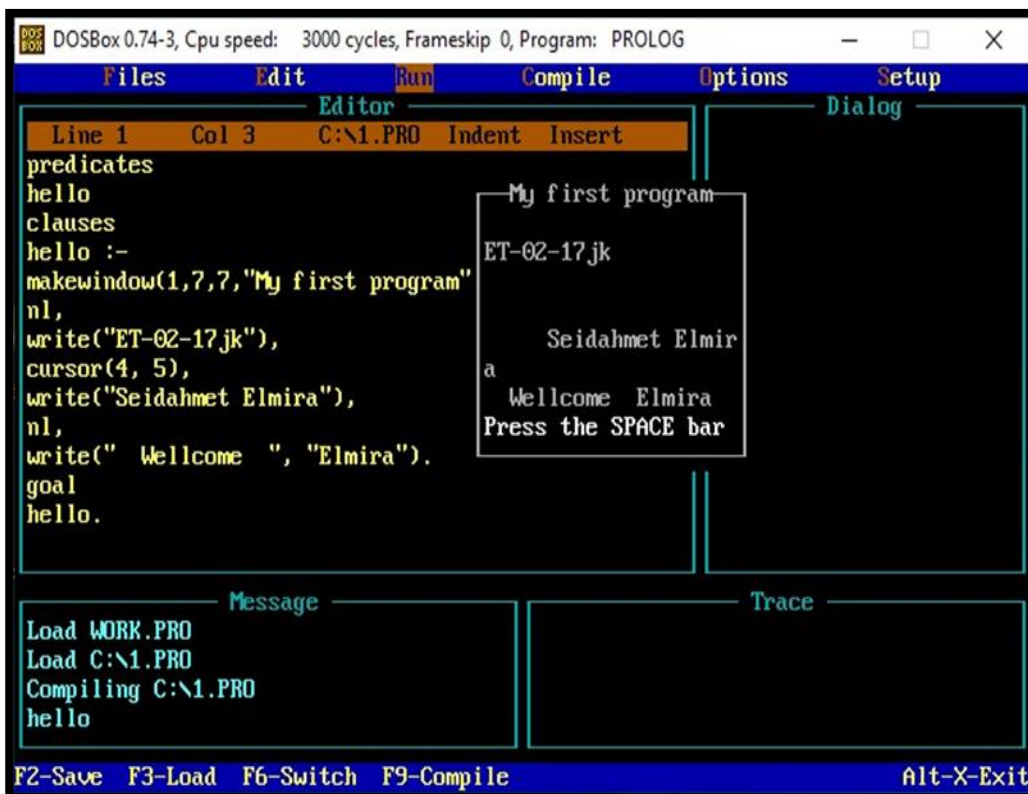 DOS BOX DOSBox 0.74-3, Cpu speed: 3000 cycles, Frameskip 0, Program: PROLOG
Files Edit Run Compile Options Setup
Editor
Line 1 Col 3 C:\1.PRO Indent Insert
predicates
hello
clauses
hello :-
makewindow(1,7,7,"My first program"
nl,
write("ET-02-17jk"),
cursor(4, 5),
write("Seidahmet Elmira"),
nl,
write("  Wellcome  ", "Elmira").
goal
hello.
My first program
ET-02-17jk
Seidahmet Elmir
a
Wellcome  Elmira
Press the SPACE bar
Dialog
Message
Load WORK.PRO
Load C:\1.PRO
Compiling C:\1.PRO
hello
Trace
F2-Save F3-Load F6-Switch F9-Compile Alt-X-Exit